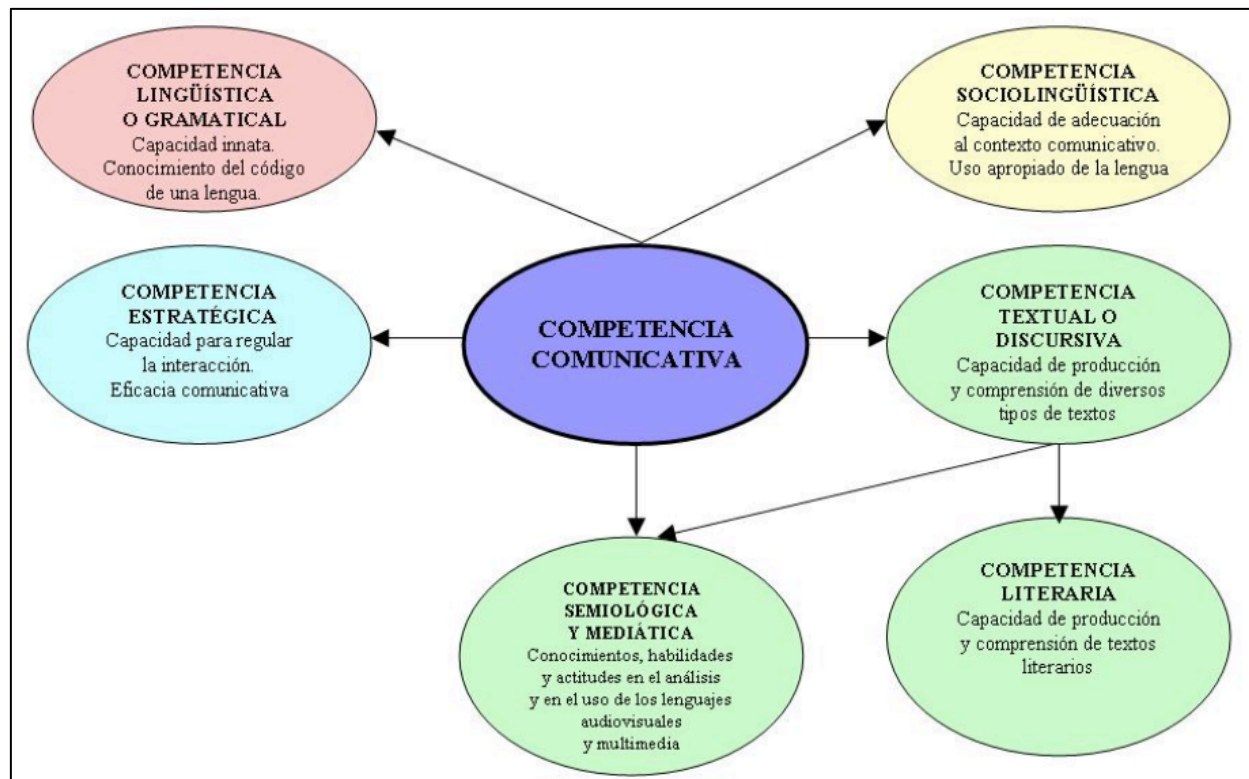 COMPETENCIA
LINGÜÍSTICA
O GRAMATICAL
Capacidad innata.
Conocimiento del código
de una lengua.
COMPETENCIA
SOCIOLINGÜÍSTICA
Capacidad de adecuación
al contexto comunicativo.
Uso apropiado de la lengua
COMPETENCIA
ESTRATÉGICA
Capacidad para regular
la interacción.
Eficacia comunicativa
COMPETENCIA
COMUNICATIVA
COMPETENCIA
TEXTUAL O
DISCURSIVA
Capacidad de producción
y comprensión de diversos
tipos de textos
COMPETENCIA
SEMIOLÓGICA
Y MEDIÁTICA
Conocimientos, habilidades
y actitudes en el análisis
y en el uso de los lenguajes
audiovisuales
y multimedia
COMPETENCIA
LITERARIA
Capacidad de producción
y comprensión de textos
literarios